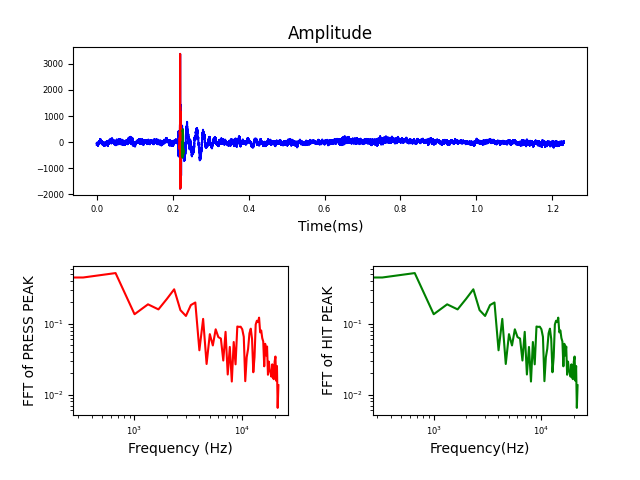 Amplitude
3000
2000
1000
0
−1000
−2000
0.0 0.2 0.4 0.6 0.8 1.0 1.2
Time(ms)
FFT of PRESS PEAK
10⁻¹
10⁻²
10³ 10⁴
Frequency (Hz)
FFT of HIT PEAK
10⁻¹
10⁻²
10³ 10⁴
Frequency(Hz)